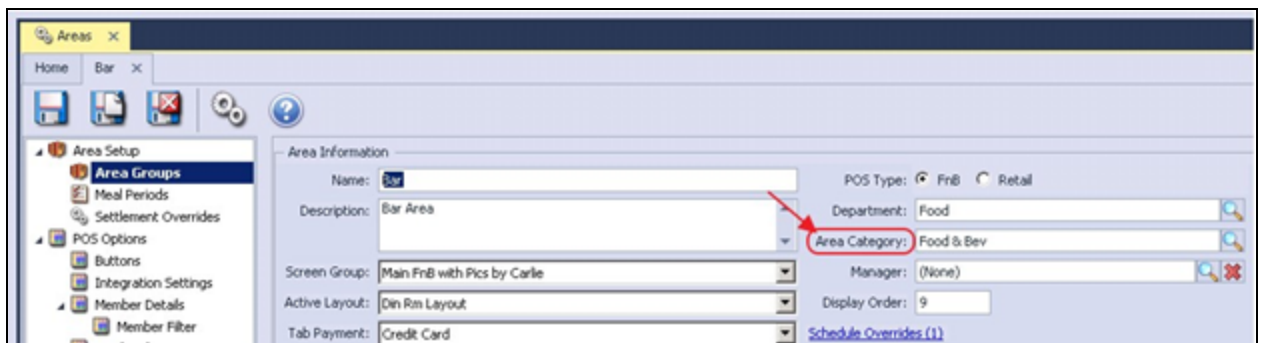 Areas
Home Bar
Area Setup
Area Groups
Meal Periods
Settlement Overrides
POS Options
Buttons
Integration Settings
Member Details
Member Filter
Area Information
Name: Bar
POS Type: FnB Retail
Description: Bar Area
Department: Food
Area Category: Food & Bev
Screen Group: Main FnB with Pics by Carlie
Manager: (None)
Active Layout: Din Rm Layout
Display Order: 9
Tab Payment: Credit Card
Schedule Overrides (1)